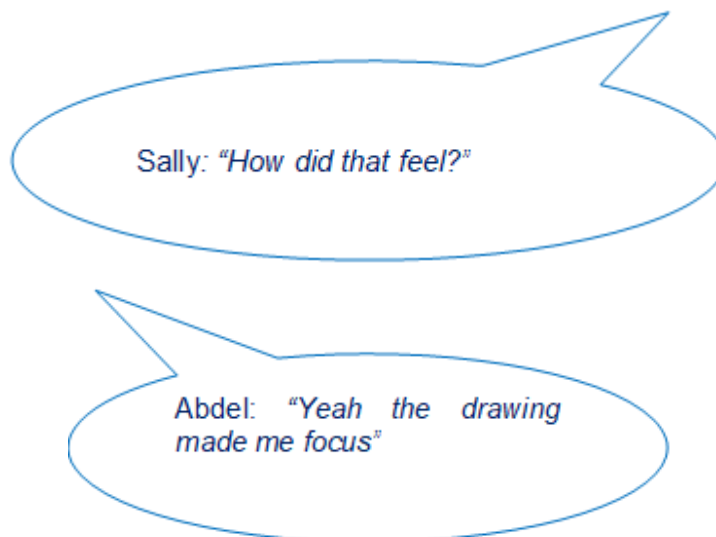 Sally: “How did that feel?”
Abdel: “Yeah the drawing
made me focus”